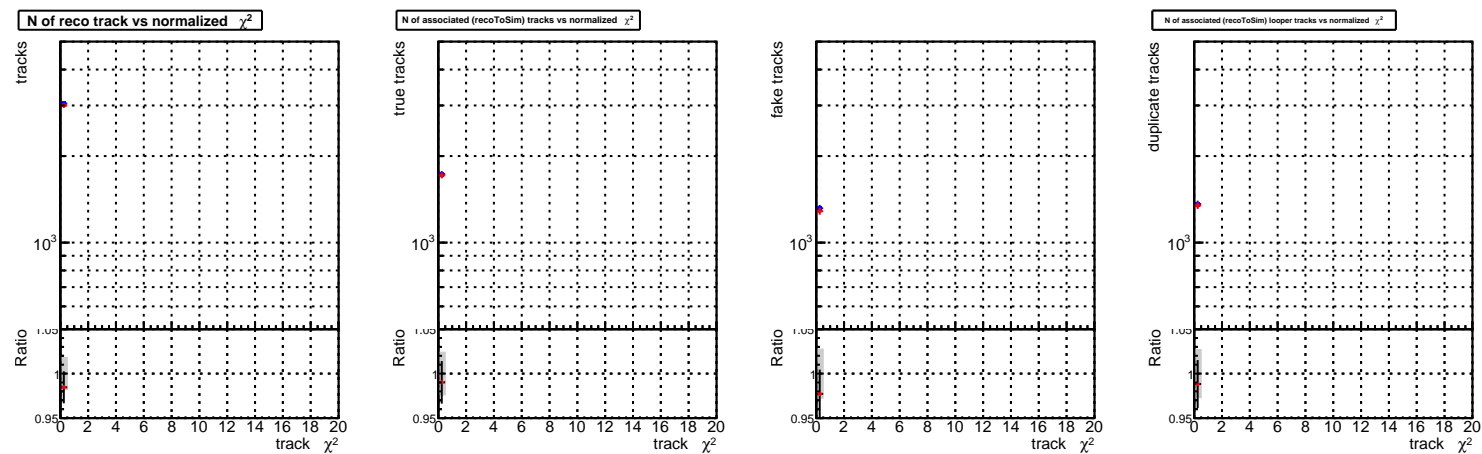 N of reco track vs normalized χ²
tracks
10³
Ratio
1.05
1
0.95
0 2 4 6 8 10 12 14 16 18 20
track χ²
N of associated (recoToSim) tracks vs normalized χ²
true tracks
10³
Ratio
1.05
1
0.95
0 2 4 6 8 10 12 14 16 18 20
track χ²
fake tracks
10³
Ratio
1.05
1
0.95
0 2 4 6 8 10 12 14 16 18 20
track χ²
N of associated (recoToSim) looper tracks vs normalized χ²
duplicate tracks
10³
Ratio
1.05
1
0.95
0 2 4 6 8 10 12 14 16 18 20
track χ²